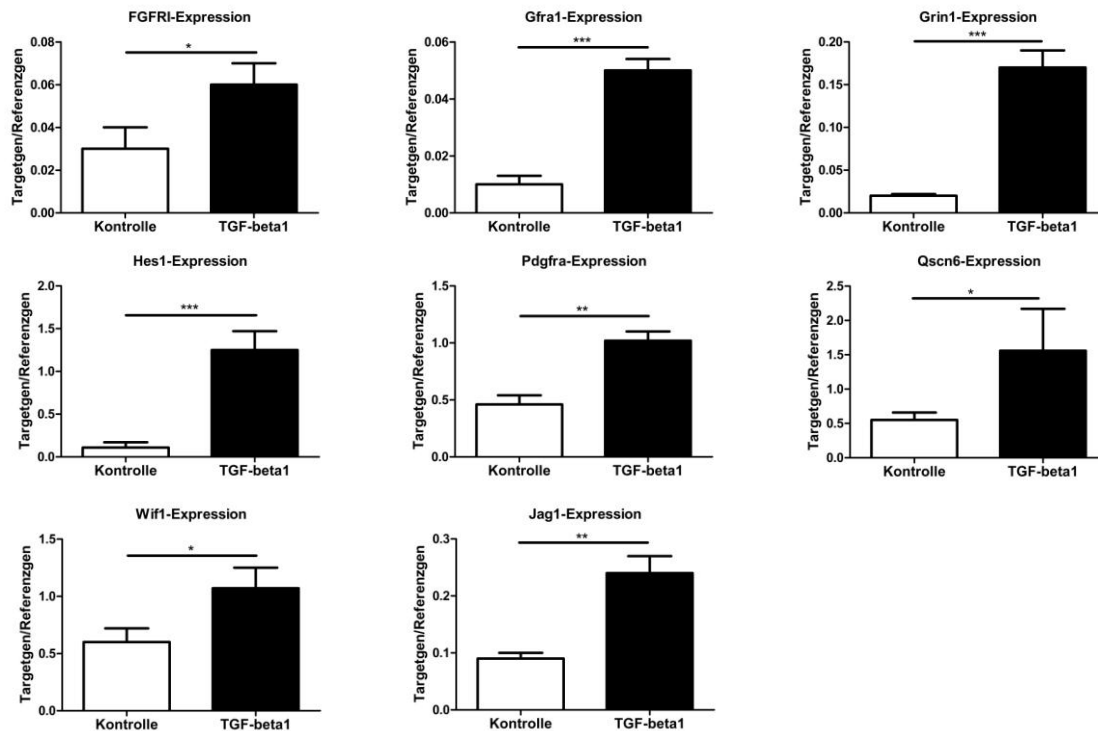 FGFRI-Expression
Targetgen/Referenzgen
0.08
0.06
0.04
0.02
0.00
*
Kontrolle
TGF-beta1
Gfra1-Expression
Targetgen/Referenzgen
0.06
0.04
0.02
0.00
***
Kontrolle
TGF-beta1
Grin1-Expression
Targetgen/Referenzgen
0.20
0.15
0.10
0.05
0.00
***
Kontrolle
TGF-beta1
Hes1-Expression
Targetgen/Referenzgen
2.0
1.5
1.0
0.5
0.0
***
Kontrolle
TGF-beta1
Pdgfra-Expression
Targetgen/Referenzgen
1.5
1.0
0.5
0.0
**
Kontrolle
TGF-beta1
Qscn6-Expression
Targetgen/Referenzgen
2.5
2.0
1.5
1.0
0.5
0.0
*
Kontrolle
TGF-beta1
Wif1-Expression
Targetgen/Referenzgen
1.5
1.0
0.5
0.0
*
Kontrolle
TGF-beta1
Jag1-Expression
Targetgen/Referenzgen
0.3
0.2
0.1
0.0
**
Kontrolle
TGF-beta1